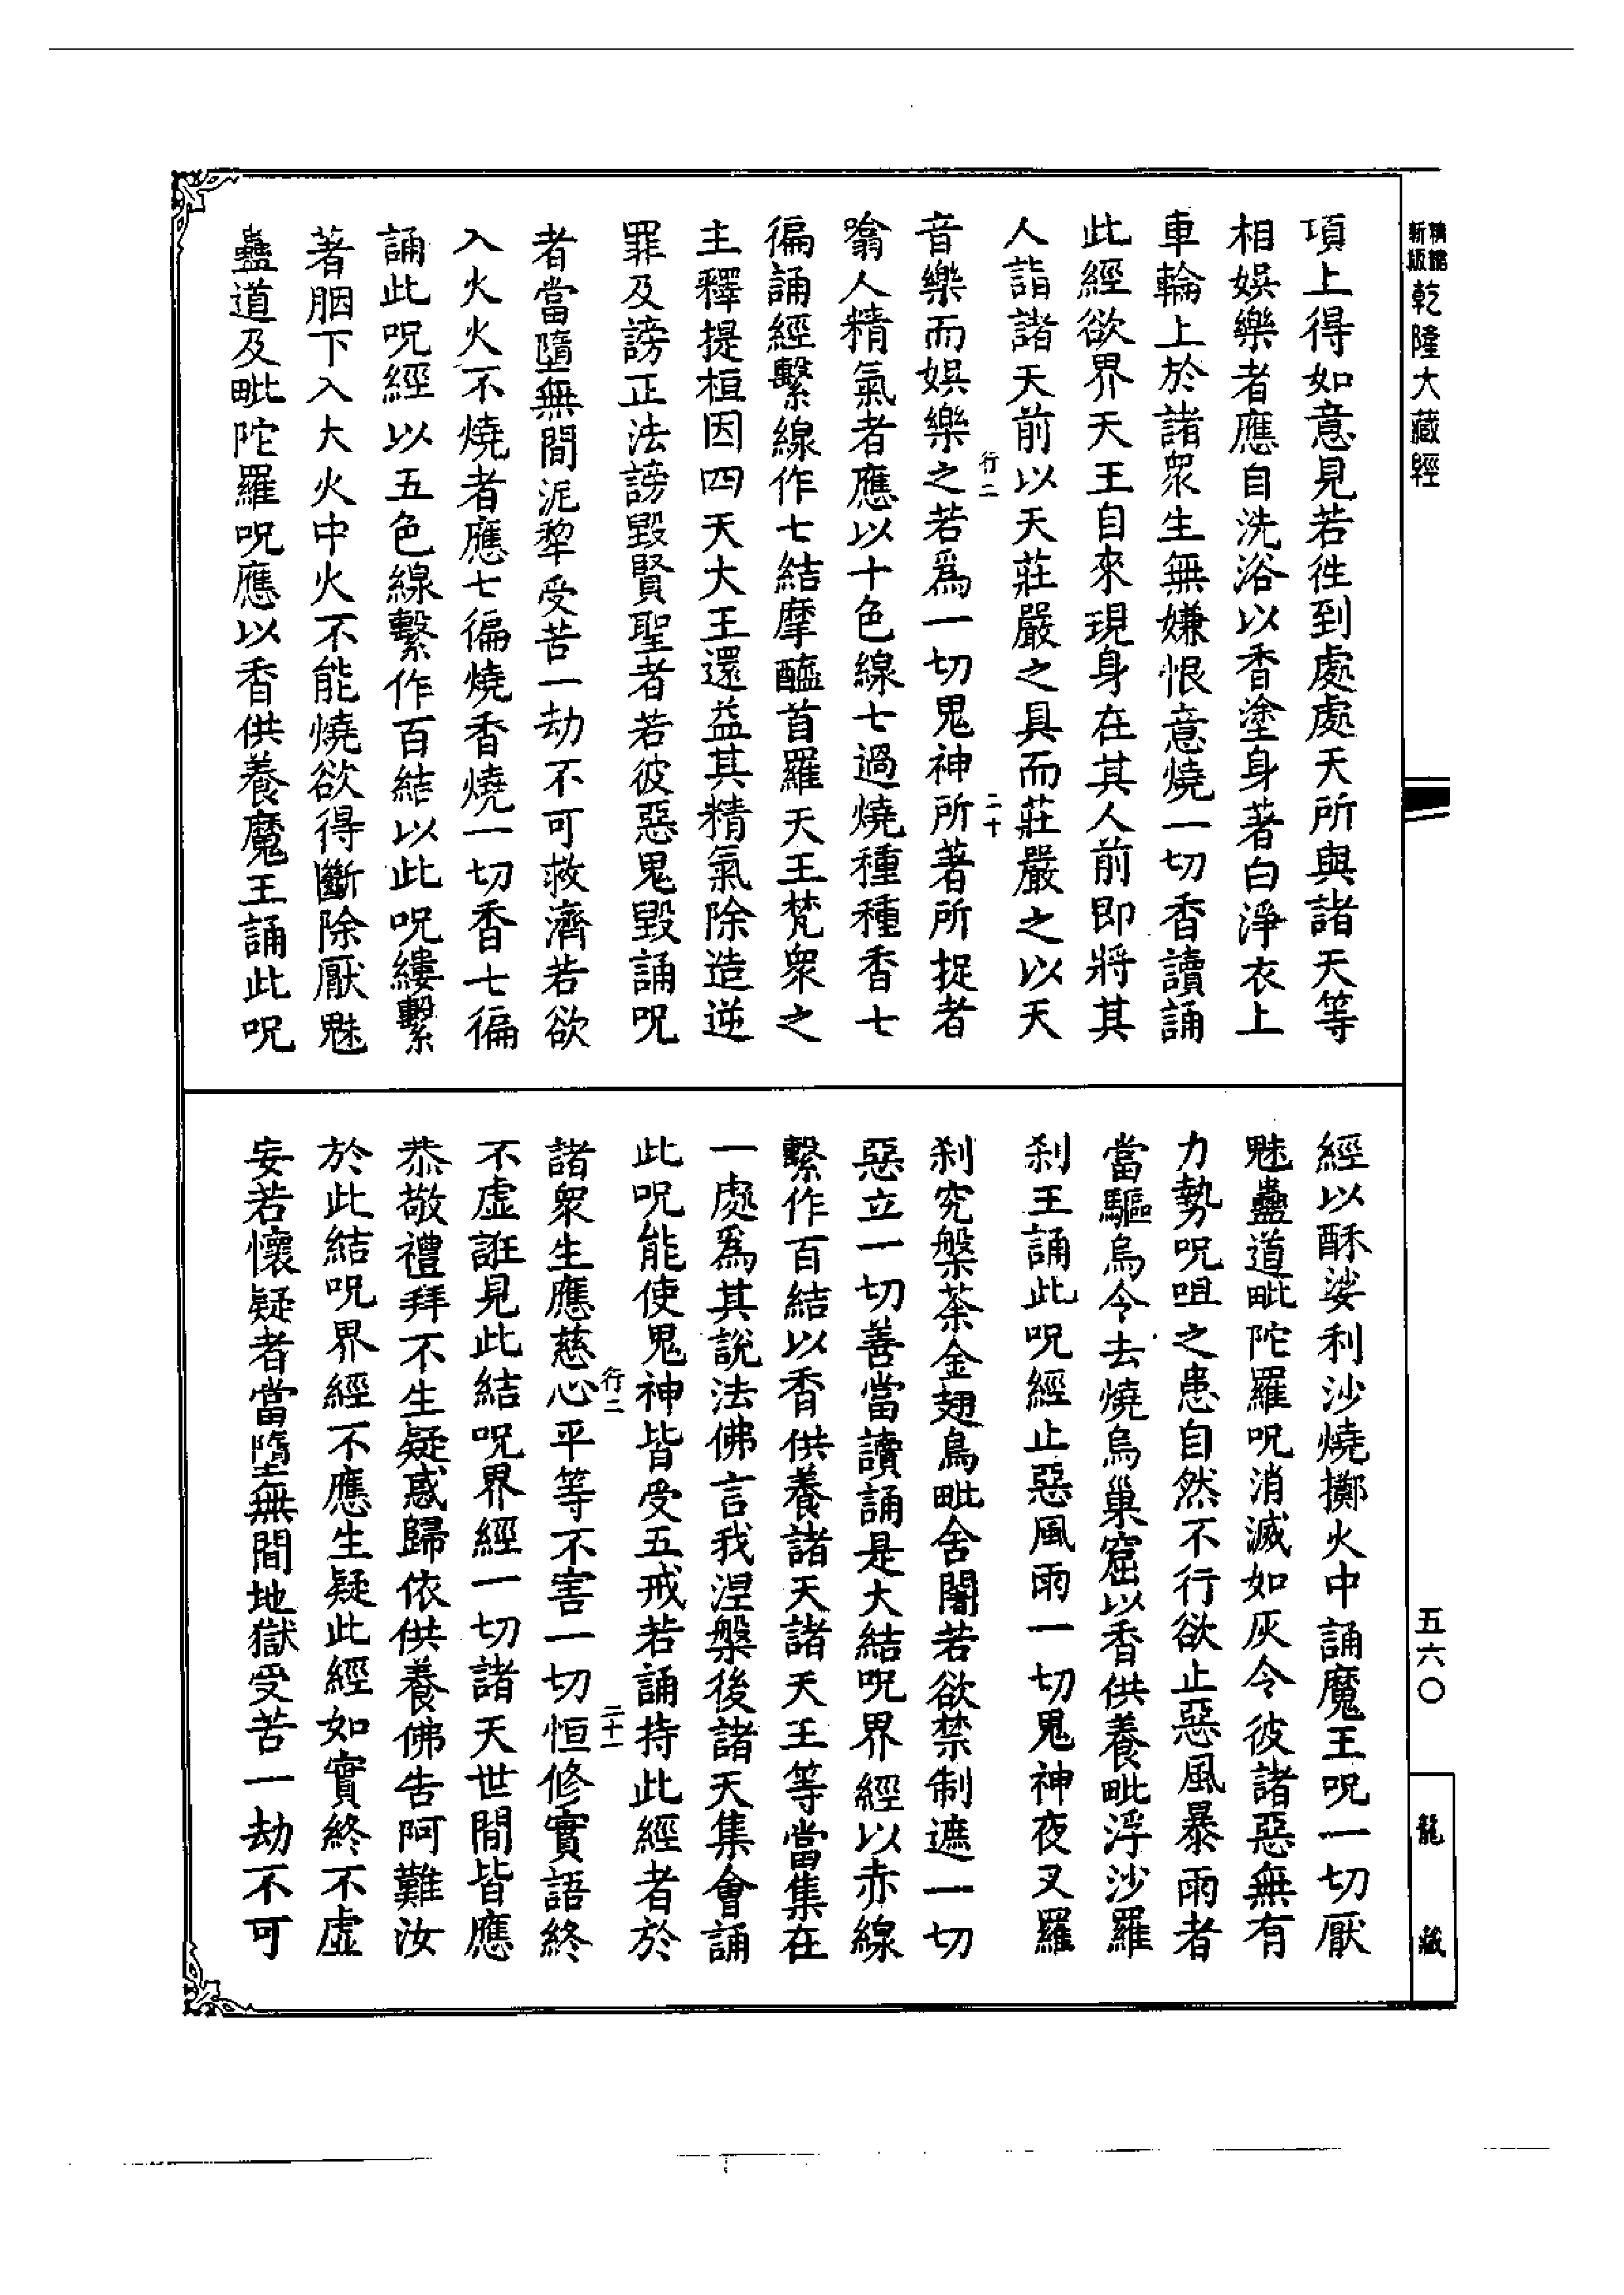 精繕
新版
乾隆大藏經
五六〇
龍藏
項上得如意見若徃到處處天所與諸天等
相娛樂者應自洗浴以香塗身著白淨衣上
車輪上於諸衆生無嫌恨意燒一切香讀誦
此經欲界天王自來現身在其人前即將其
人詣諸天前以天莊嚴之具而莊嚴之以天
行二
二十
音樂而娛樂之若爲一切鬼神所著所捉者
噏人精氣者應以十色線七過燒種種香七
徧誦經繫線作七結摩醯首羅天王梵衆之
主釋提桓因四天大王還益其精氣除造逆
罪及謗正法謗毀賢聖者若彼惡鬼毀誦呪
者當墮無間泥犂受苦一劫不可救濟若欲
入火火不燒者應七徧燒香燒一切香七徧
誦此呪經以五色線繫作百結以此呪縷繫
著胭下入大火中火不能燒欲得斷除厭魅
蠱道及毗陀羅呪應以香供養魔王誦此呪
經以酥娑利沙燒擲火中誦魔王呪一切厭
魅蠱道毗陀羅呪消滅如灰令彼諸惡無有
力勢呪咀之患自然不行欲止惡風暴雨者
當驅烏令去燒烏巢窟以香供養毗浮沙羅
刹王誦此呪經止惡風雨一切鬼神夜叉羅
刹究槃茶金翅鳥毗舍闍若欲禁制遮一切
惡立一切善當讀誦是大結呪界經以赤線
繫作百結以香供養諸天諸天王等當集在
一處爲其說法佛言我涅槃後諸天集會誦
此呪能使鬼神皆受五戒若誦持此經者於
行二
二十一
諸衆生應慈心平等不害一切恒修實語終
不虛誑見此結呪界經一切諸天世間皆應
恭敬禮拜不生疑惑歸依供養佛告阿難汝
於此結呪界經不應生疑此經如實終不虛
妄若懷疑者當墮無間地獄受苦一劫不可